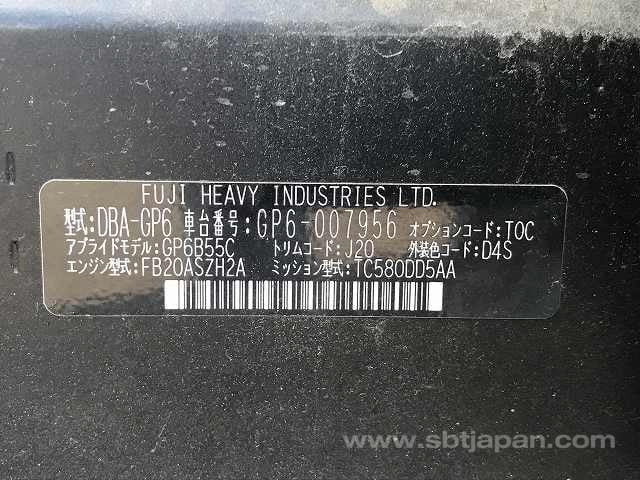 FUJI HEAVY INDUSTRIES LTD.
型式:DBA-GP6 車台番号:GP6-007956 オプションコード:TOC
アプライドモデル:GP6B55C トリムコード:J20 外装色コード:D4S
エンジン型式:FB20ASZH2A ミッション型式:TC580DD5AA
www.sbtjapan.com